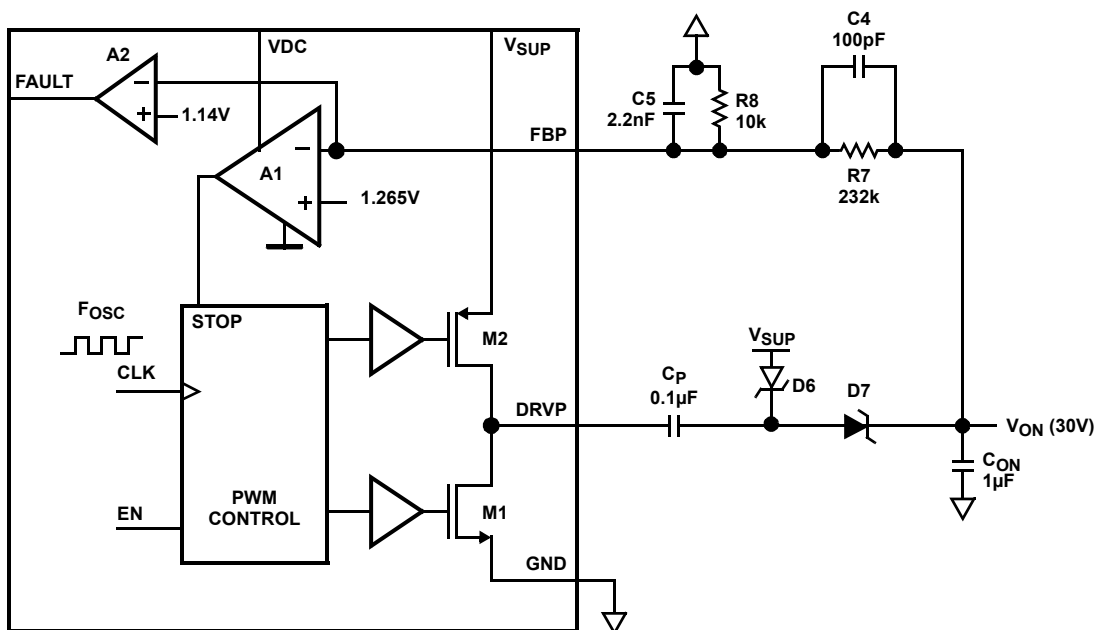 A2
VDC
VSUP
FAULT
−
+
1.14V
FBP
−
A1
+
1.265V
C5
2.2nF
R8
10k
C4
100pF
R7
232k
FOSC
CLK
STOP
EN
PWM
CONTROL
M2
DRVP
M1
GND
CP
0.1µF
VSUP
D6
D7
VON (30V)
CON
1µF